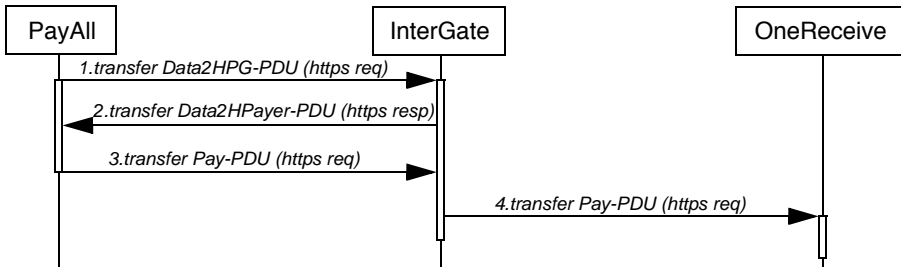 PayAll
InterGate
OneReceive
1.transfer Data2HPG-PDU (https req)
2.transfer Data2HPayer-PDU (https resp)
3.transfer Pay-PDU (https req)
4.transfer Pay-PDU (https req)